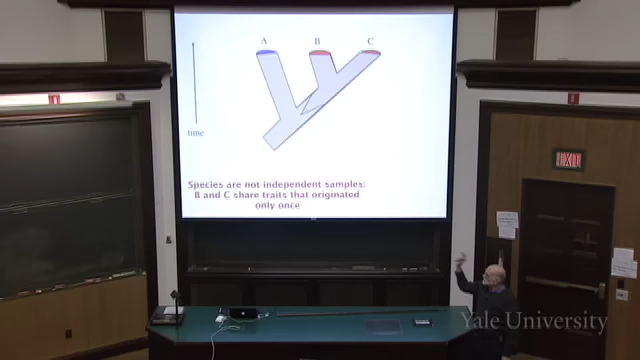 A B C
time
Species are not independent samples:
B and C share traits that originated
only once
EXIT
Yale University